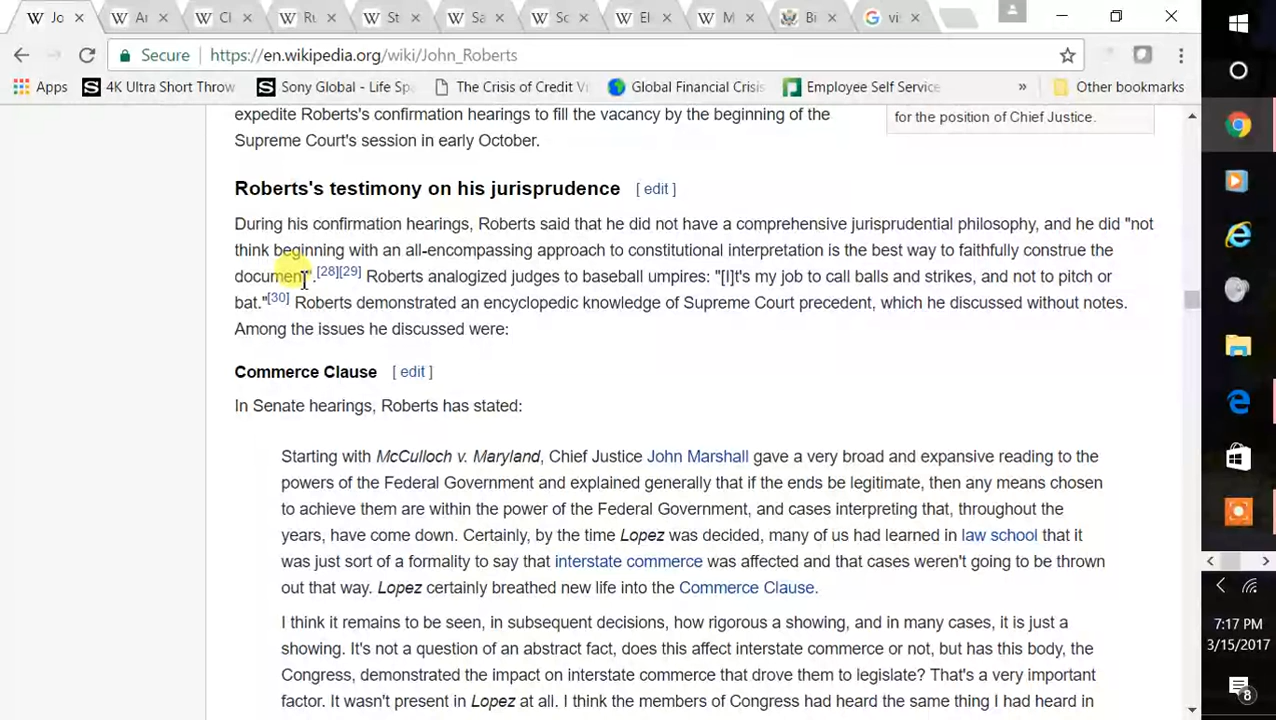 Jo
Ar
Cl
Ru
St
Sa
Sc
El
M
Bi
vi
Secure
https://en.wikipedia.org/wiki/John_Roberts
Apps
4K Ultra Short Throw
Sony Global - Life Sp
The Crisis of Credit V
Global Financial Crisis
Employee Self Service
»
Other bookmarks
expedite Roberts's confirmation hearings to fill the vacancy by the beginning of the
Supreme Court's session in early October.
for the position of Chief Justice.
Roberts's testimony on his jurisprudence [ edit ]
During his confirmation hearings, Roberts said that he did not have a comprehensive jurisprudential philosophy, and he did "not
think beginning with an all-encompassing approach to constitutional interpretation is the best way to faithfully construe the
document".[28][29] Roberts analogized judges to baseball umpires: "[I]t's my job to call balls and strikes, and not to pitch or
bat."[30] Roberts demonstrated an encyclopedic knowledge of Supreme Court precedent, which he discussed without notes.
Among the issues he discussed were:
Commerce Clause [ edit ]
In Senate hearings, Roberts has stated:
Starting with McCulloch v. Maryland, Chief Justice John Marshall gave a very broad and expansive reading to the
powers of the Federal Government and explained generally that if the ends be legitimate, then any means chosen
to achieve them are within the power of the Federal Government, and cases interpreting that, throughout the
years, have come down. Certainly, by the time Lopez was decided, many of us had learned in law school that it
was just sort of a formality to say that interstate commerce was affected and that cases weren't going to be thrown
out that way. Lopez certainly breathed new life into the Commerce Clause.
I think it remains to be seen, in subsequent decisions, how rigorous a showing, and in many cases, it is just a
showing. It's not a question of an abstract fact, does this affect interstate commerce or not, but has this body, the
Congress, demonstrated the impact on interstate commerce that drove them to legislate? That's a very important
factor. It wasn't present in Lopez at all. I think the members of Congress had heard the same thing I had heard in
7:17 PM
3/15/2017
8